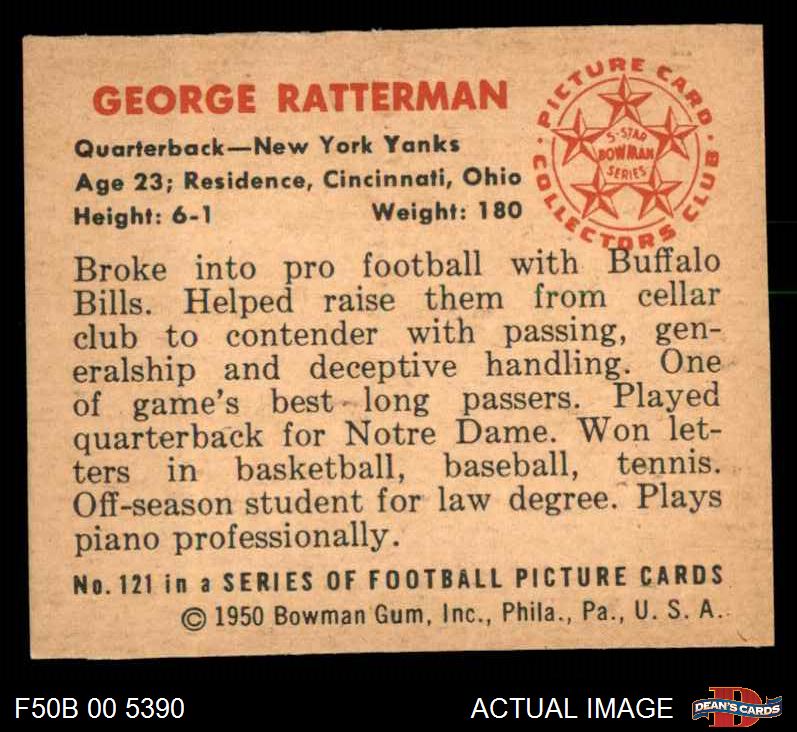 GEORGE RATTERMAN
Quarterback—New York Yanks
Age 23; Residence, Cincinnati, Ohio
Height: 6-1 Weight: 180
PICTURE CARD
COLLECTORS CLUB
5-STAR
BOWMAN
SERIES
Broke into pro football with Buffalo
Bills. Helped raise them from cellar
club to contender with passing, gen-
eralship and deceptive handling. One
of game's best long passers. Played
quarterback for Notre Dame. Won let-
ters in basketball, baseball, tennis.
Off-season student for law degree. Plays
piano professionally.
No. 121 in a SERIES OF FOOTBALL PICTURE CARDS
© 1950 Bowman Gum, Inc., Phila., Pa., U. S. A.
F50B 00 5390
ACTUAL IMAGE
DEAN'S CARDS